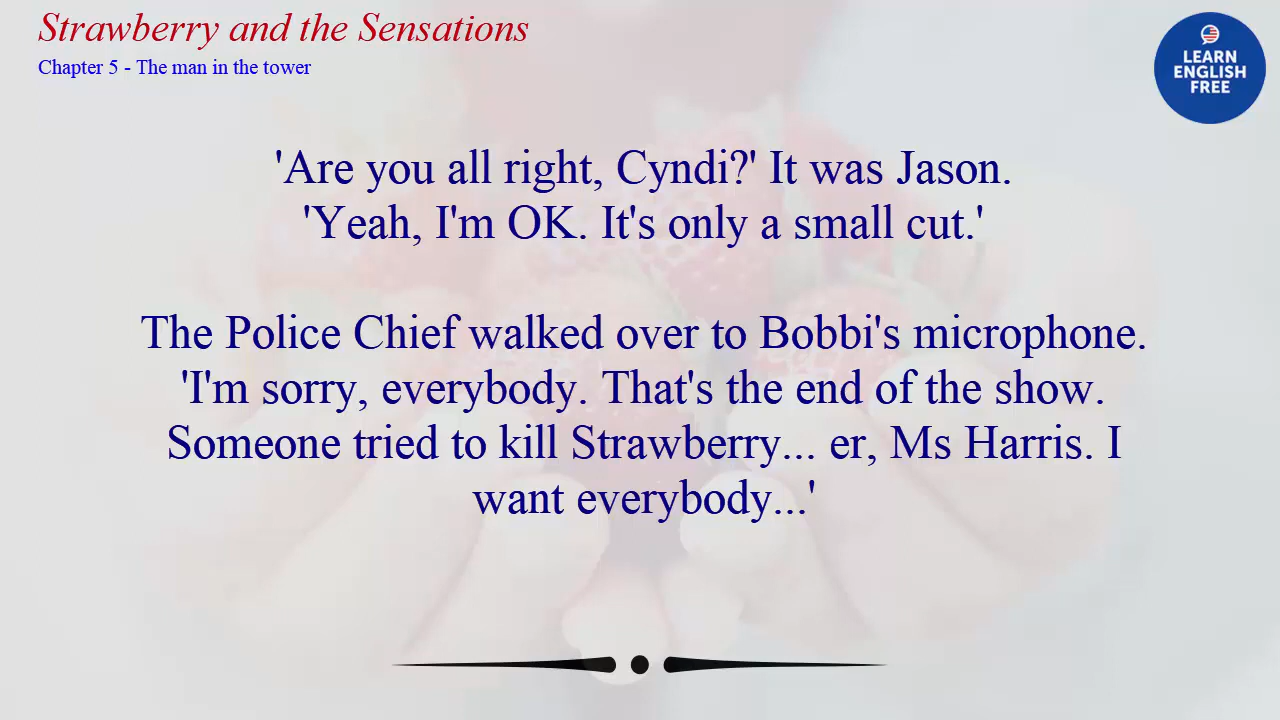 Strawberry and the Sensations
Chapter 5 - The man in the tower
LEARN
ENGLISH
FREE
'Are you all right, Cyndi?' It was Jason.
'Yeah, I'm OK. It's only a small cut.'
The Police Chief walked over to Bobbi's microphone.
'I'm sorry, everybody. That's the end of the show.
Someone tried to kill Strawberry... er, Ms Harris. I
want everybody...'